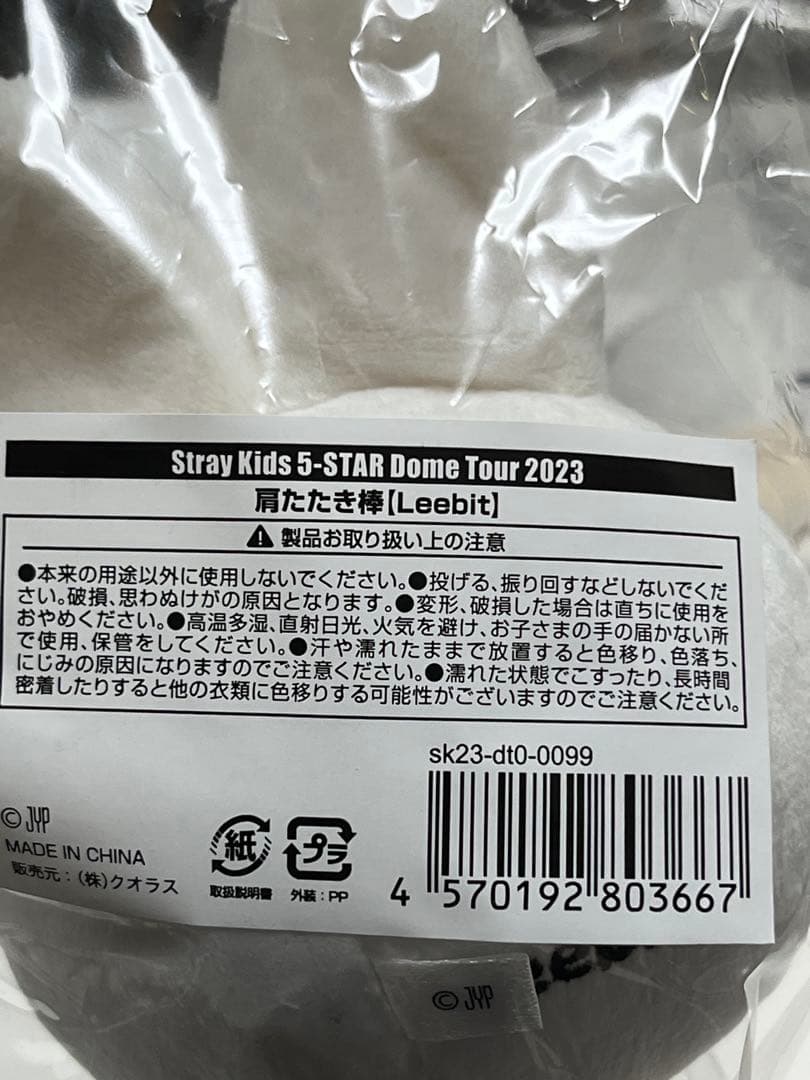 Stray Kids 5-STAR Dome Tour 2023
肩たたき棒【Leebit】
製品お取り扱い上の注意
●本来の用途以外に使用しないでください。●投げる、振り回すなどしないでくだ
さい。破損、思わぬけがの原因となります。●変形、破損した場合は直ちに使用を
おやめください。●高温多湿、直射日光、火気を避け、お子さまの手の届かない所
で使用、保管をしてください。●汗や濡れたままで放置すると色移り、色落ち、
にじみの原因になりますのでご注意ください。●濡れた状態でこすったり、長時間
密着したりすると他の衣類に色移りする可能性がございますのでご注意ください。
sk23-dt0-0099
© JYP
MADE IN CHINA
販売元：（株）クオラス
紙
取扱説明書
プラ
外装：PP
4 570192 803667
© JYP